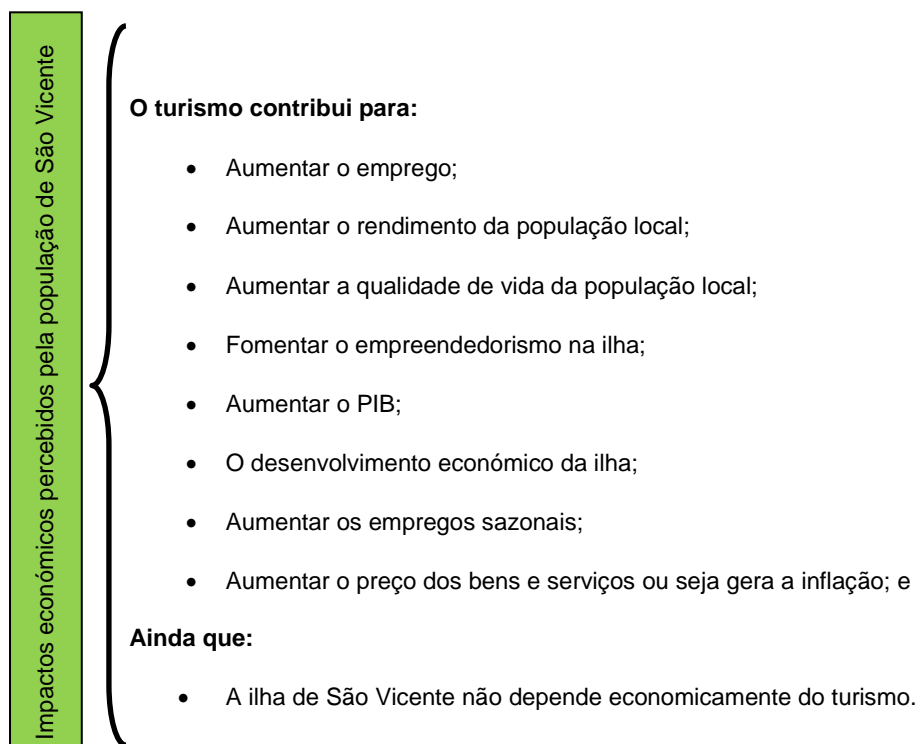 Impactos económicos percebidos pela população de São Vicente
O turismo contribui para:
• Aumentar o emprego;
• Aumentar o rendimento da população local;
• Aumentar a qualidade de vida da população local;
• Fomentar o empreendedorismo na ilha;
• Aumentar o PIB;
• O desenvolvimento económico da ilha;
• Aumentar os empregos sazonais;
• Aumentar o preço dos bens e serviços ou seja gera a inflação; e
Ainda que:
• A ilha de São Vicente não depende economicamente do turismo.